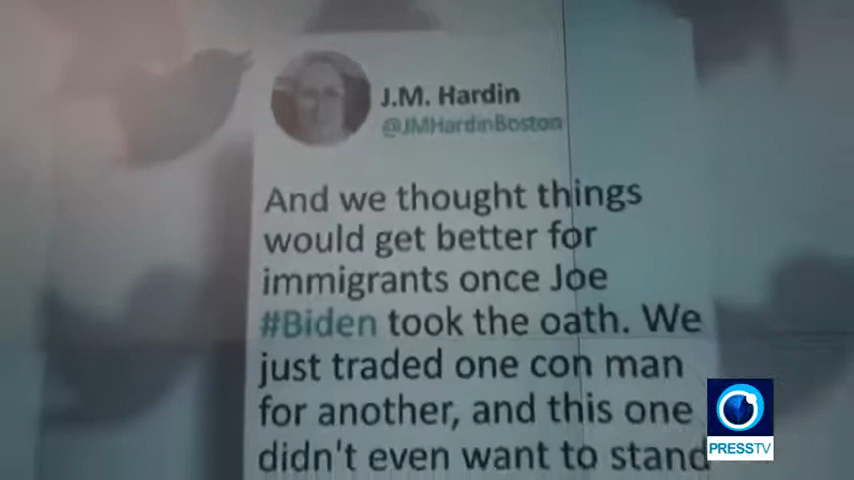 J.M. Hardin
@JMHardinBoston
And we thought things
would get better for
immigrants once Joe
#Biden took the oath. We
just traded one con man
for another, and this one
didn't even want to stand
PRESSTV